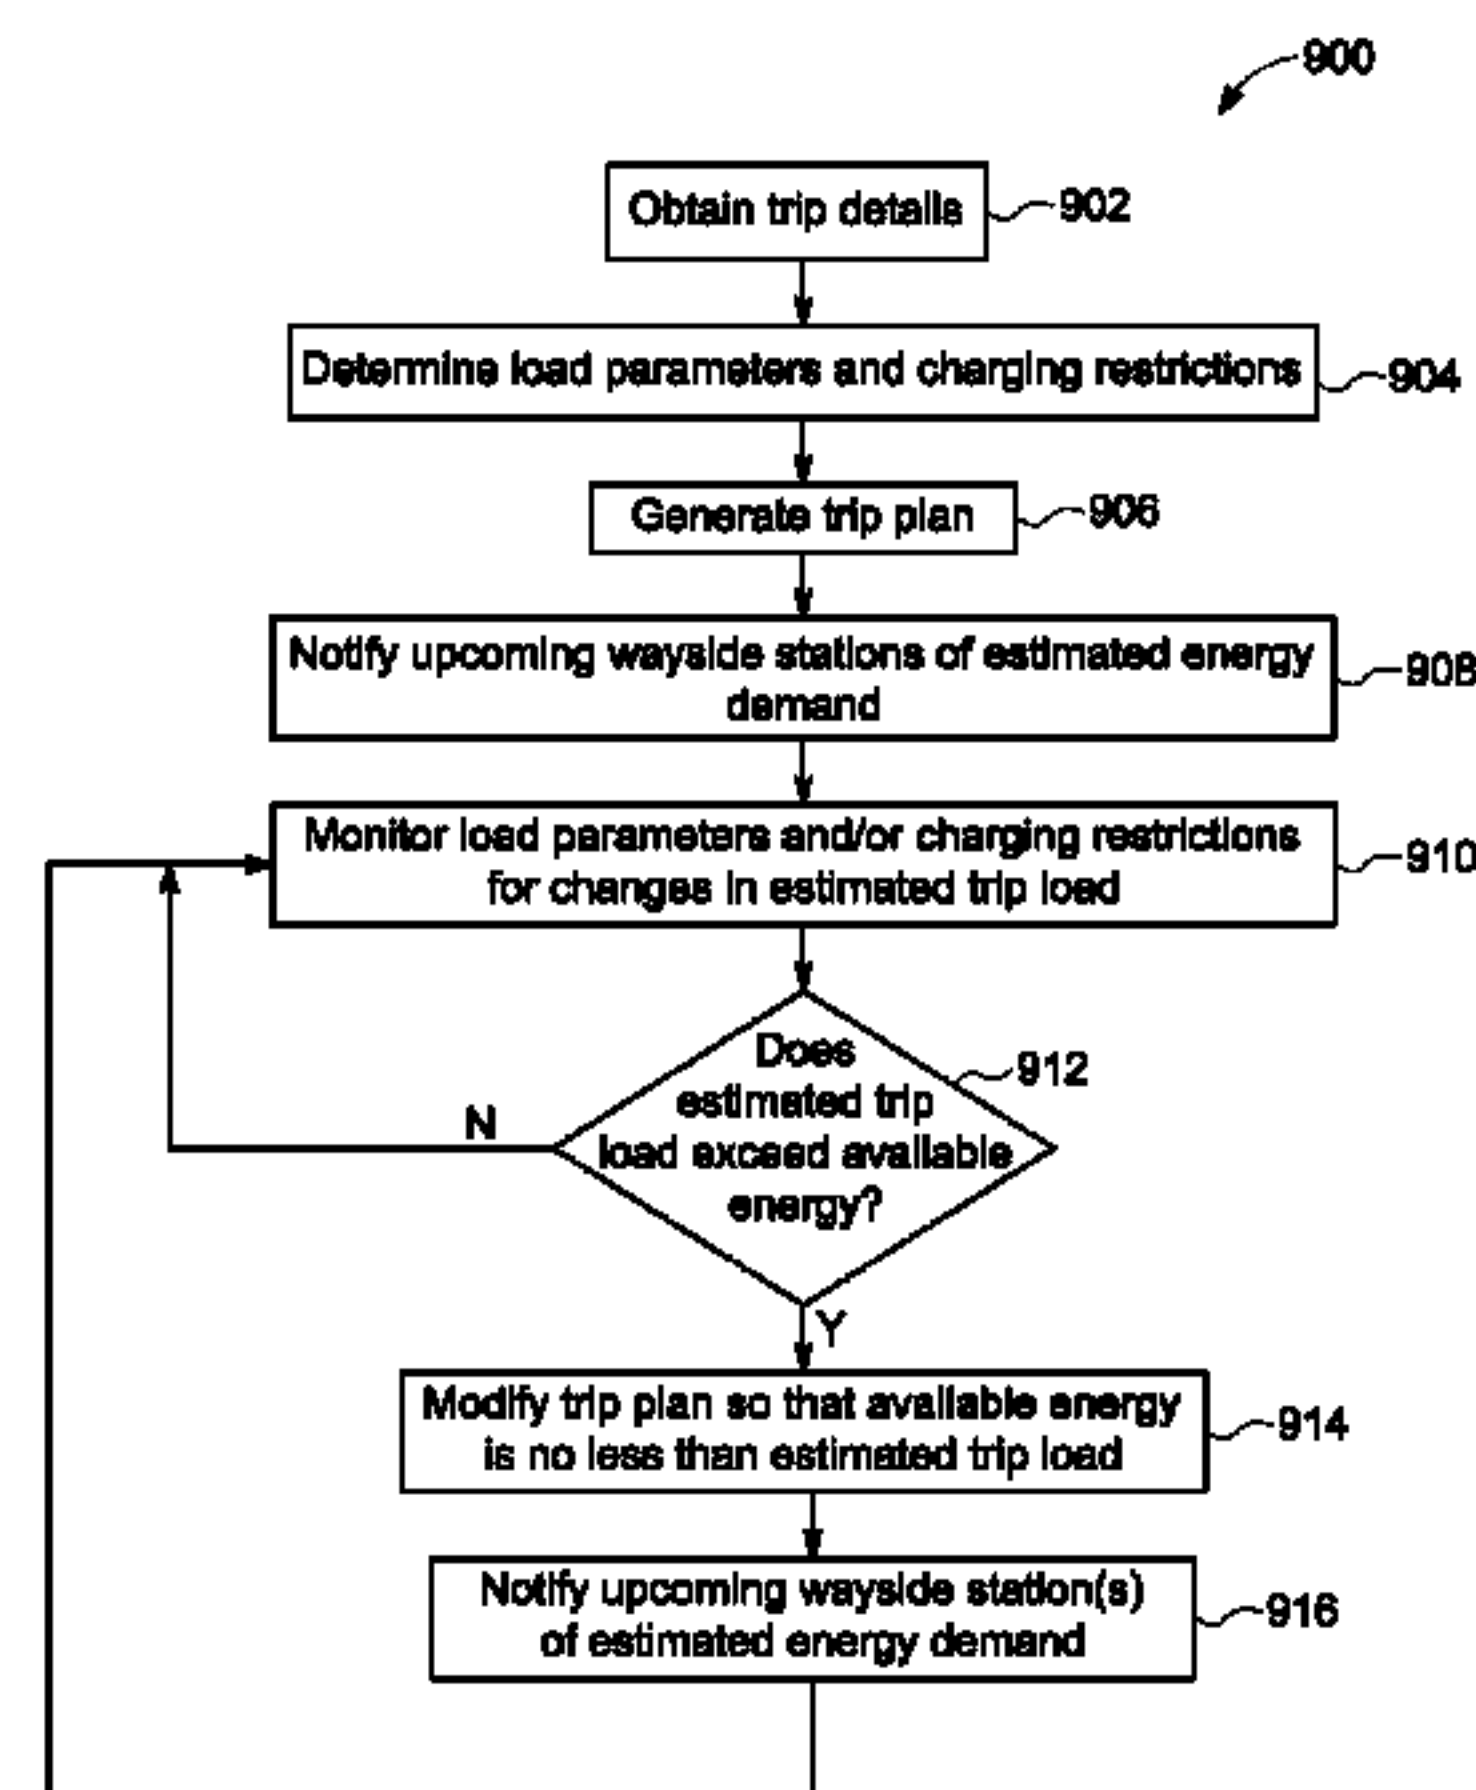 900
Obtain trip details
902
Determine load parameters and charging restrictions
904
Generate trip plan
906
Notify upcoming wayside stations of estimated energy
demand
908
Monitor load parameters and/or charging restrictions
for changes in estimated trip load
910
Does
estimated trip
load exceed available
energy?
912
N
Y
Modify trip plan so that available energy
is no less than estimated trip load
914
Notify upcoming wayside station(s)
of estimated energy demand
916